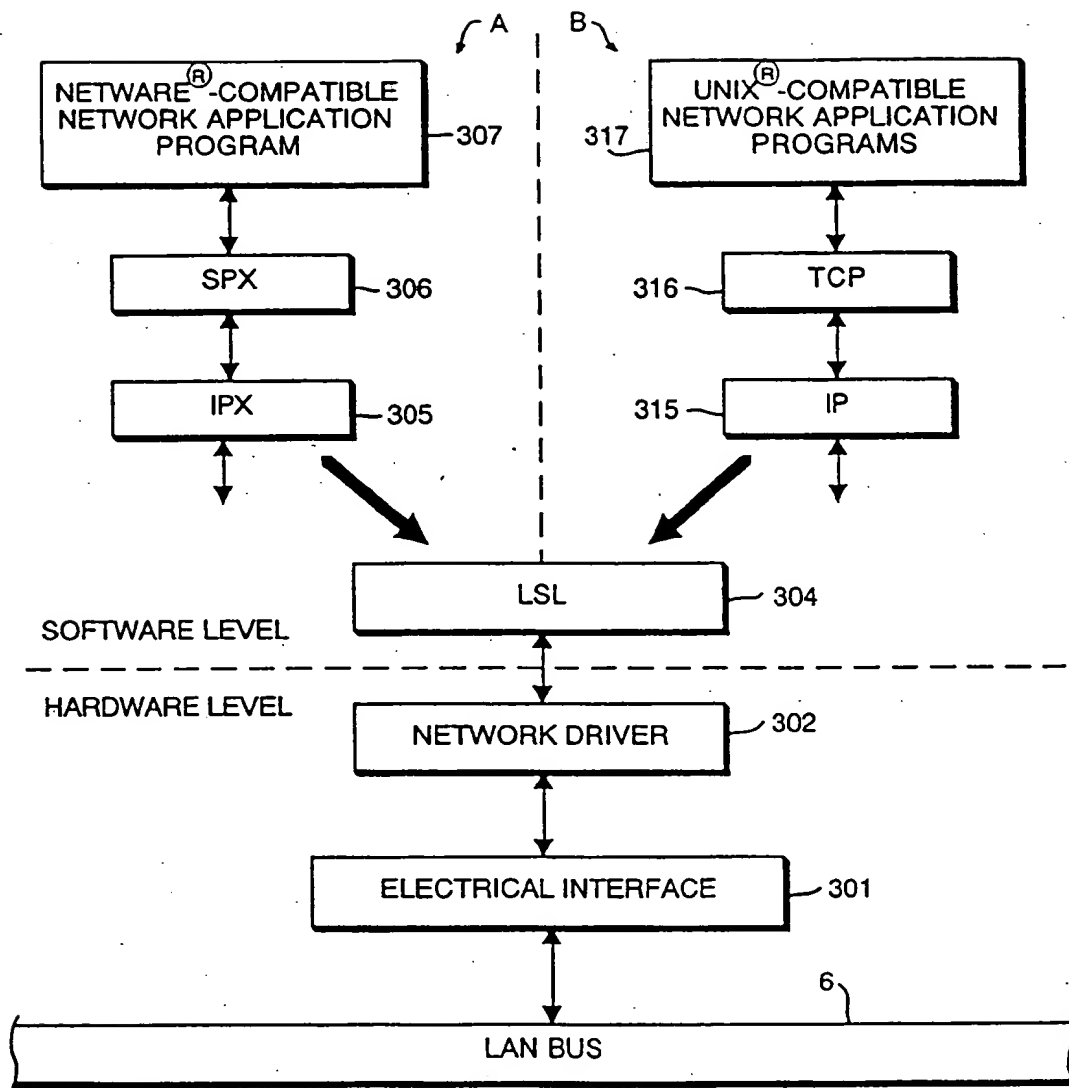 A
B
NETWARE®-COMPATIBLE
NETWORK APPLICATION
PROGRAM
307
UNIX®-COMPATIBLE
NETWORK APPLICATION
PROGRAMS
317
SPX
306
TCP
316
IPX
305
IP
315
LSL
304
SOFTWARE LEVEL
HARDWARE LEVEL
NETWORK DRIVER
302
ELECTRICAL INTERFACE
301
6
LAN BUS